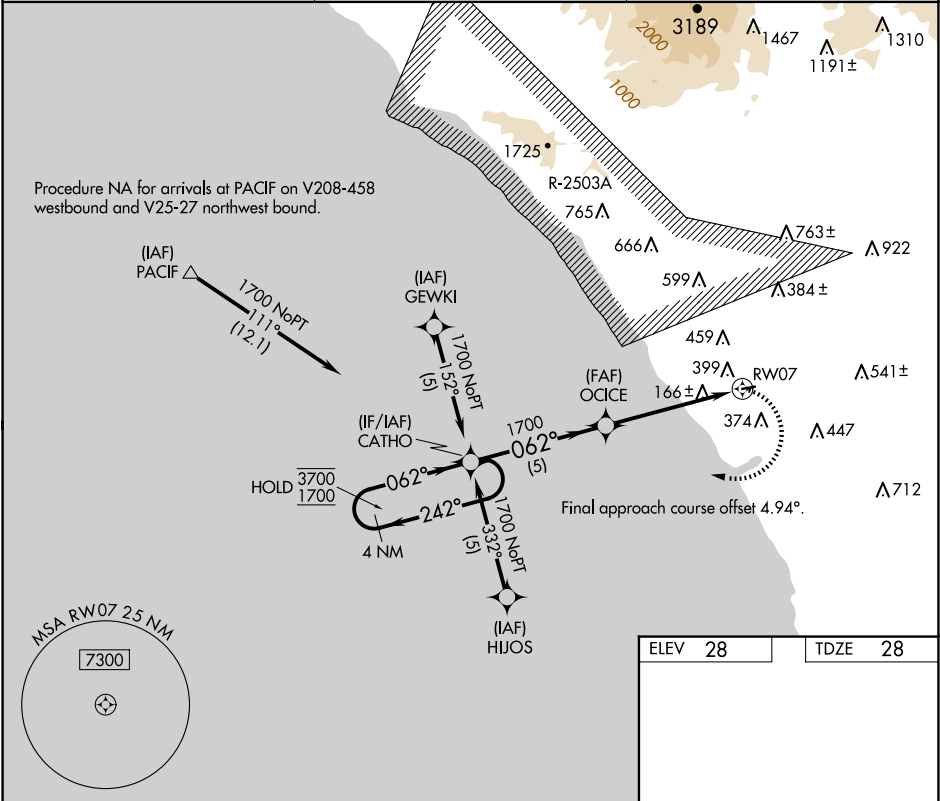 3189
1467
1310
1191±
2000
1000
1725
R-2503A
765
666
599
763±
922
384±
459
399
RW07
166±
374
541±
447
712
Procedure NA for arrivals at PACIF on V208-458
westbound and V25-27 northwest bound.
(IAF)
PACIF
1700 NoPT
111°
(12.1)
(IAF)
GEWKI
1700 NoPT
152°
(5)
(FAF)
OCICE
(IF/IAF)
CATHO
1700
062°
(5)
HOLD
3700
1700
062°
242°
4 NM
1700 NoPT
332°
(5)
(IAF)
HIJOS
Final approach course offset 4.94°.
MSA RW07 25 NM
7300
ELEV 28
TDZE 28